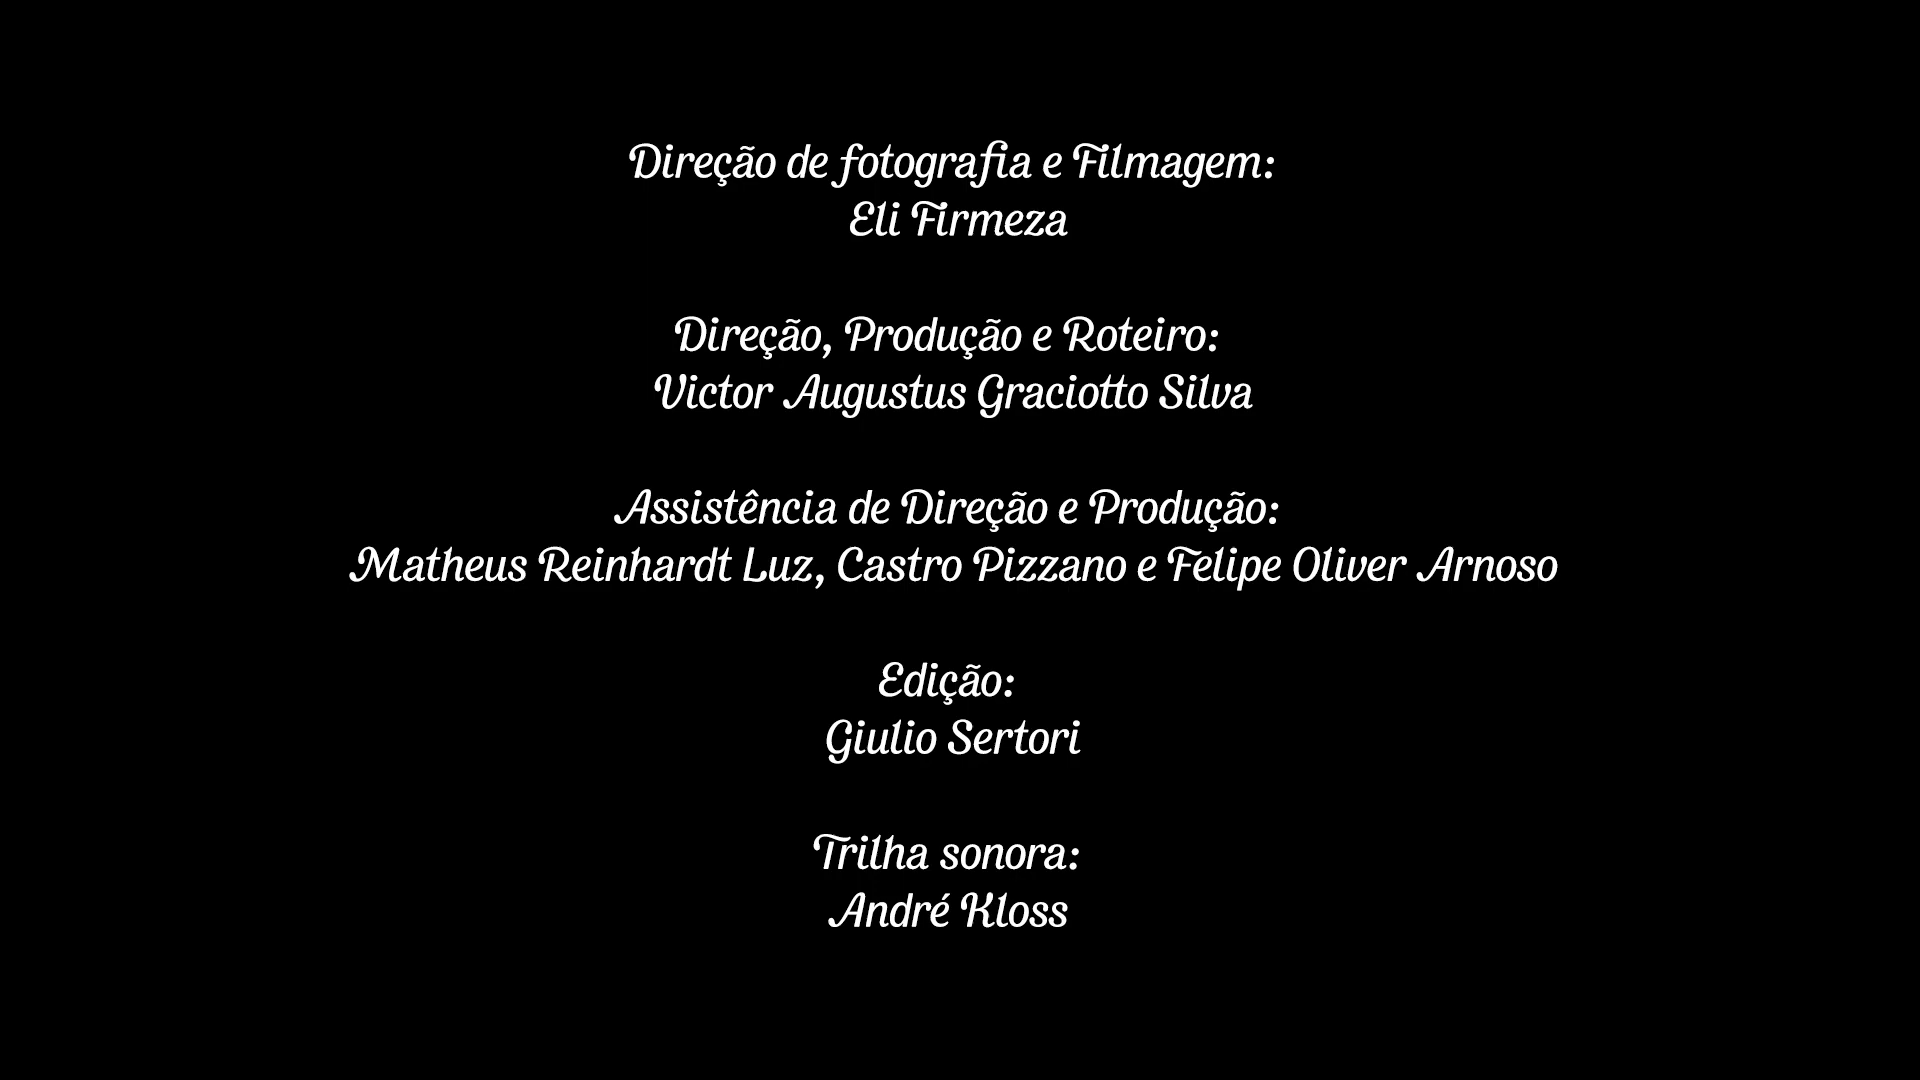 Direção de fotografia e Filmagem:
Eli Firmeza
Direção, Produção e Roteiro:
Victor Augustus Graciotto Silva
Assistência de Direção e Produção:
Matheus Reinhardt Luz, Castro Pizzano e Felipe Oliver Arnoso
Edição:
Giulio Sertori
Trilha sonora:
André Kloss